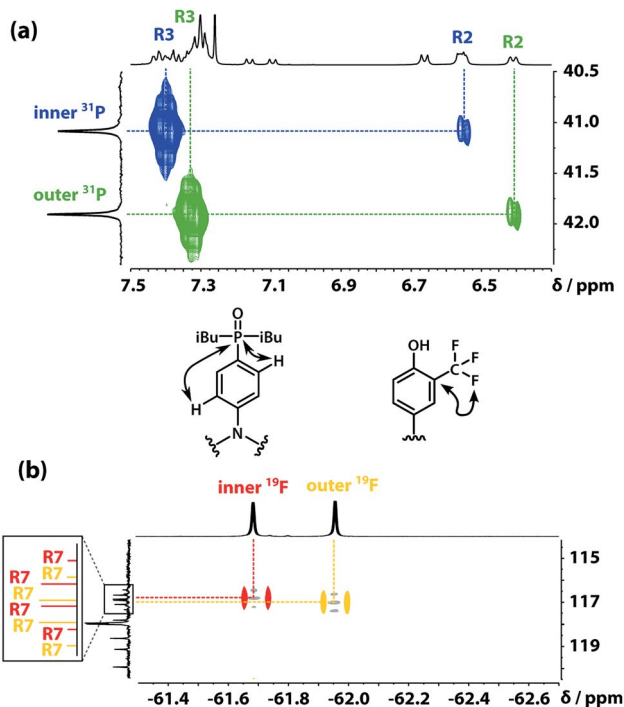 (a)
R3
R3
R2
R2
inner ³¹P
outer ³¹P
40.5
41.0
41.5
42.0
7.5 7.3 7.1 6.9 6.7 6.5 δ / ppm
O
iBu P iBu
H
H
N
OH
F
C F
F
(b)
inner ¹⁹F outer ¹⁹F
R7
R7
R7
R7
R7
R7
R7
R7
115
117
119
-61.4 -61.6 -61.8 -62.0 -62.2 -62.4 -62.6 δ / ppm